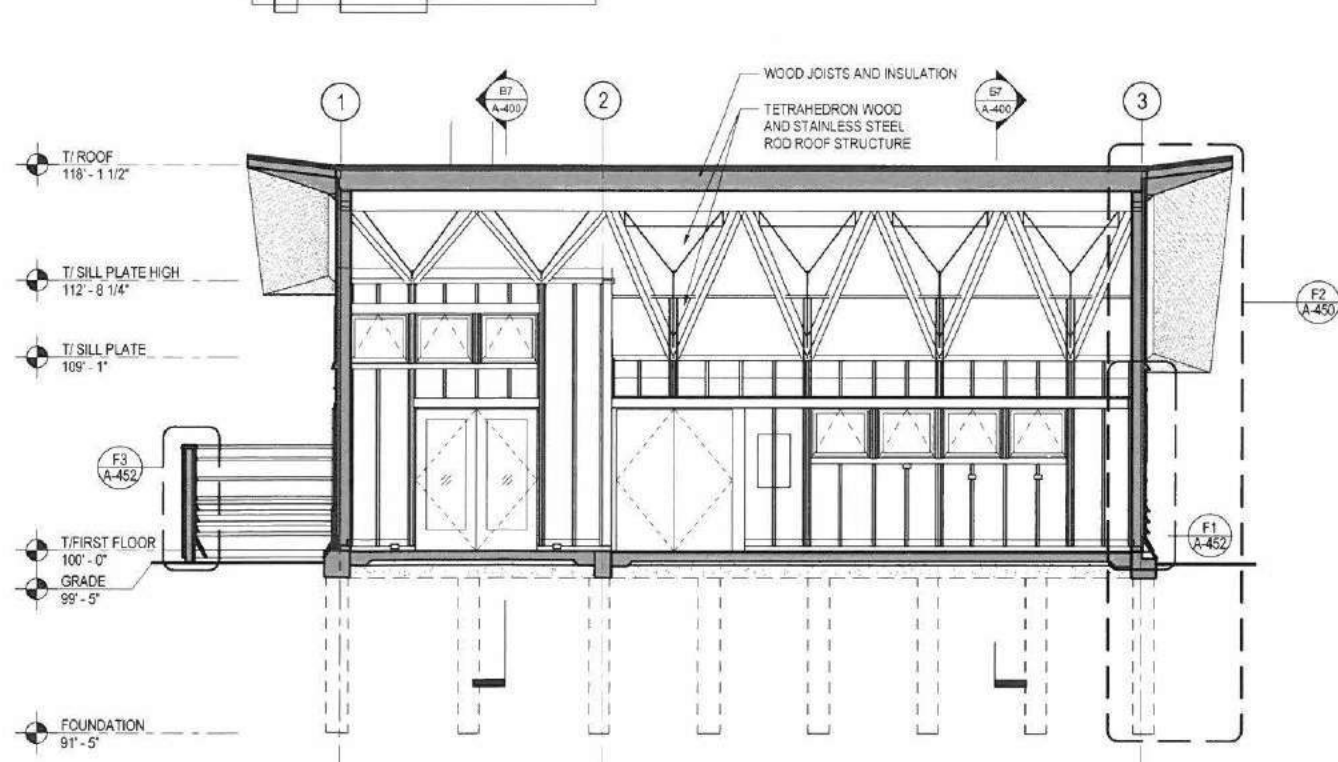 WOOD JOISTS AND INSULATION
1
B7
A-400
2
B7
A-400
3
TETRAHEDRON WOOD
AND STAINLESS STEEL
ROD ROOF STRUCTURE
T/ ROOF
118' - 1 1/2"
T/ SILL PLATE HIGH
112' - 8 1/4"
F2
A-450
T/ SILL PLATE
109' - 1"
F3
A-452
F1
A-452
T/FIRST FLOOR
100' - 0"
GRADE
99' - 5"
FOUNDATION
91' - 5"